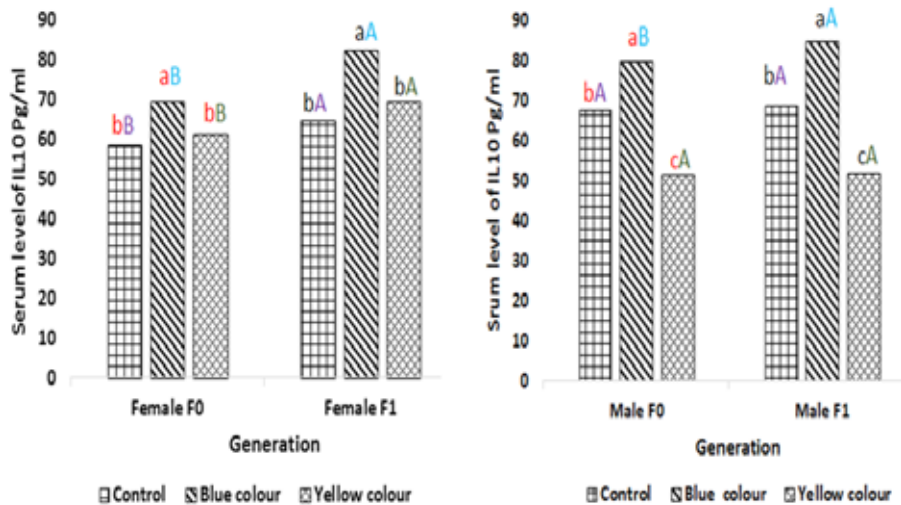 Serum level of IL10 Pg/ml
90
80
70
60
50
40
30
20
10
0
bB
aB
bB
bA
aA
bA
Female F0
Female F1
Generation
Control
Blue colour
Yellow colour
Srum level of IL10 Pg/ml
90
80
70
60
50
40
30
20
10
0
bA
aB
cA
bA
aA
cA
Male F0
Male F1
Generation
Control
Blue colour
Yellow colour